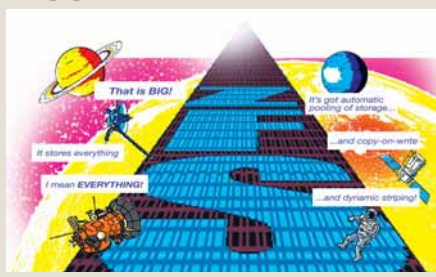 That is BIG!
It's got automatic
pooling of storage...
It stores everything
...and copy-on-write
I mean EVERYTHING!
...and dynamic striping!
ZFS